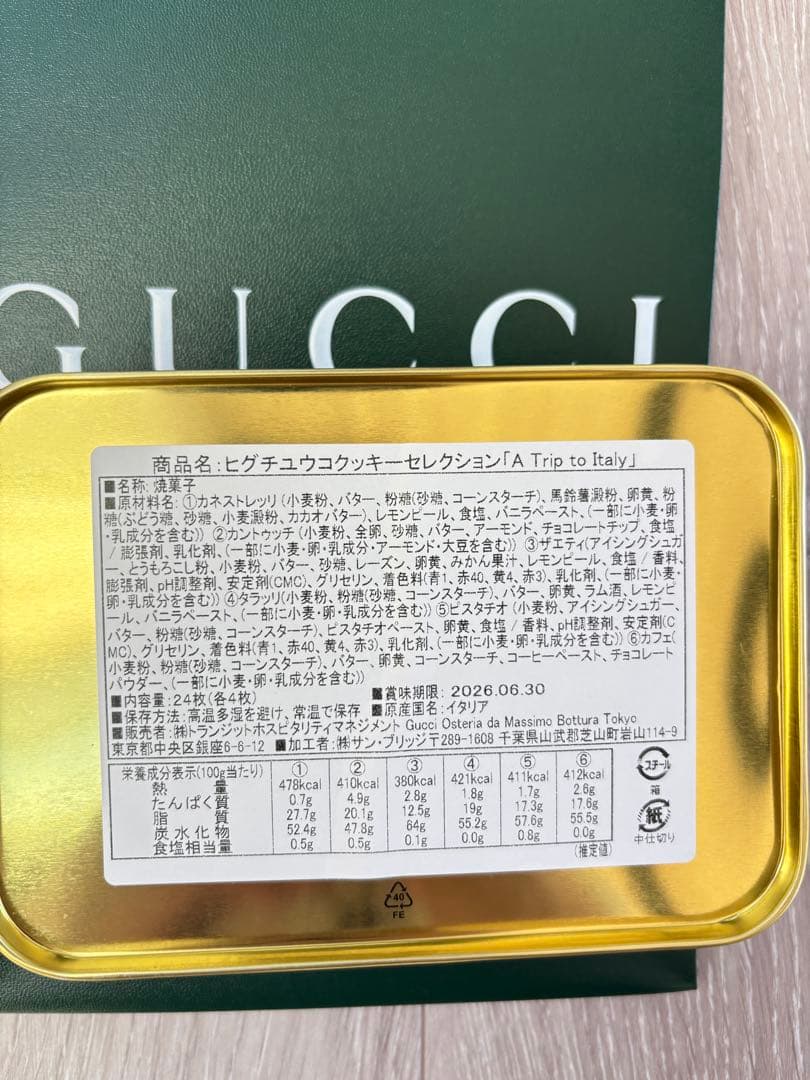 GUCCI
商品名:ヒグチユウコクッキーセレクション「A Trip to Italy」
■名称: 焼菓子
■原材料名: ①カネストレッリ (小麦粉、バター、粉糖(砂糖、コーンスターチ)、馬鈴薯澱粉、卵黄、粉
糖(ぶどう糖、砂糖、小麦澱粉、カカオバター)、レモンピール、食塩、バニラペースト、(一部に小麦・卵
・乳成分を含む)) ②カントゥッチ (小麦粉、全卵、砂糖、バター、アーモンド、チョコレートチップ、食塩
/ 膨張剤、乳化剤、(一部に小麦・卵・乳成分・アーモンド・大豆を含む)) ③ザエティ(アイシングシュガ
ー、とうもろこし粉、小麦粉、バター、砂糖、レーズン、卵黄、みかん果汁、レモンピール、食塩 / 香料、
膨張剤、pH調整剤、安定剤(CMC)、グリセリン、着色料(青1、赤40、黄4、赤3)、乳化剤、(一部に小麦・
卵・乳成分を含む)) ④タラッリ (小麦粉、粉糖(砂糖、コーンスターチ)、バター、卵黄、ラム酒、レモンピ
ール、バニラペースト、(一部に小麦・卵・乳成分を含む)) ⑤ピスタチオ (小麦粉、アイシングシュガー、
バター、粉糖(砂糖、コーンスターチ)、ピスタチオペースト、卵黄、食塩 / 香料、pH調整剤、安定剤(C
MC)、グリセリン、着色料(青1、赤40、黄4、赤3)、乳化剤、(一部に小麦・卵・乳成分を含む)) ⑥カフェ(
小麦粉、粉糖(砂糖、コーンスターチ)、バター、卵黄、コーンスターチ、コーヒーペースト、チョコレート
パウダー、(一部に小麦・卵・乳成分を含む))
■内容量: 24枚(各4枚) ■賞味期限: 2026.06.30
■保存方法: 高温多湿を避け、常温で保存 ■原産国名: イタリア
■販売者: (株)トランジットホスピタリティマネジメント Gucci Osteria da Massimo Bottura Tokyo
東京都中央区銀座6-6-12 ■加工者: (株)サン・ブリッジ〒289-1608 千葉県山武郡芝山町岩山114-9
栄養成分表示(100g当たり) ① ② ③ ④ ⑤ ⑥
熱量 478kcal 410kcal 380kcal 421kcal 411kcal 412kcal
たんぱく質 0.7g 4.9g 2.8g 1.8g 1.7g 2.6g
脂質 27.7g 20.1g 12.5g 19g 17.3g 17.6g
炭水化物 52.4g 47.8g 64g 55.2g 57.6g 55.5g
食塩相当量 0.5g 0.5g 0.1g 0.0g 0.8g 0.0g
(推定値)
スチール
箱
紙
中仕切り
40
FE